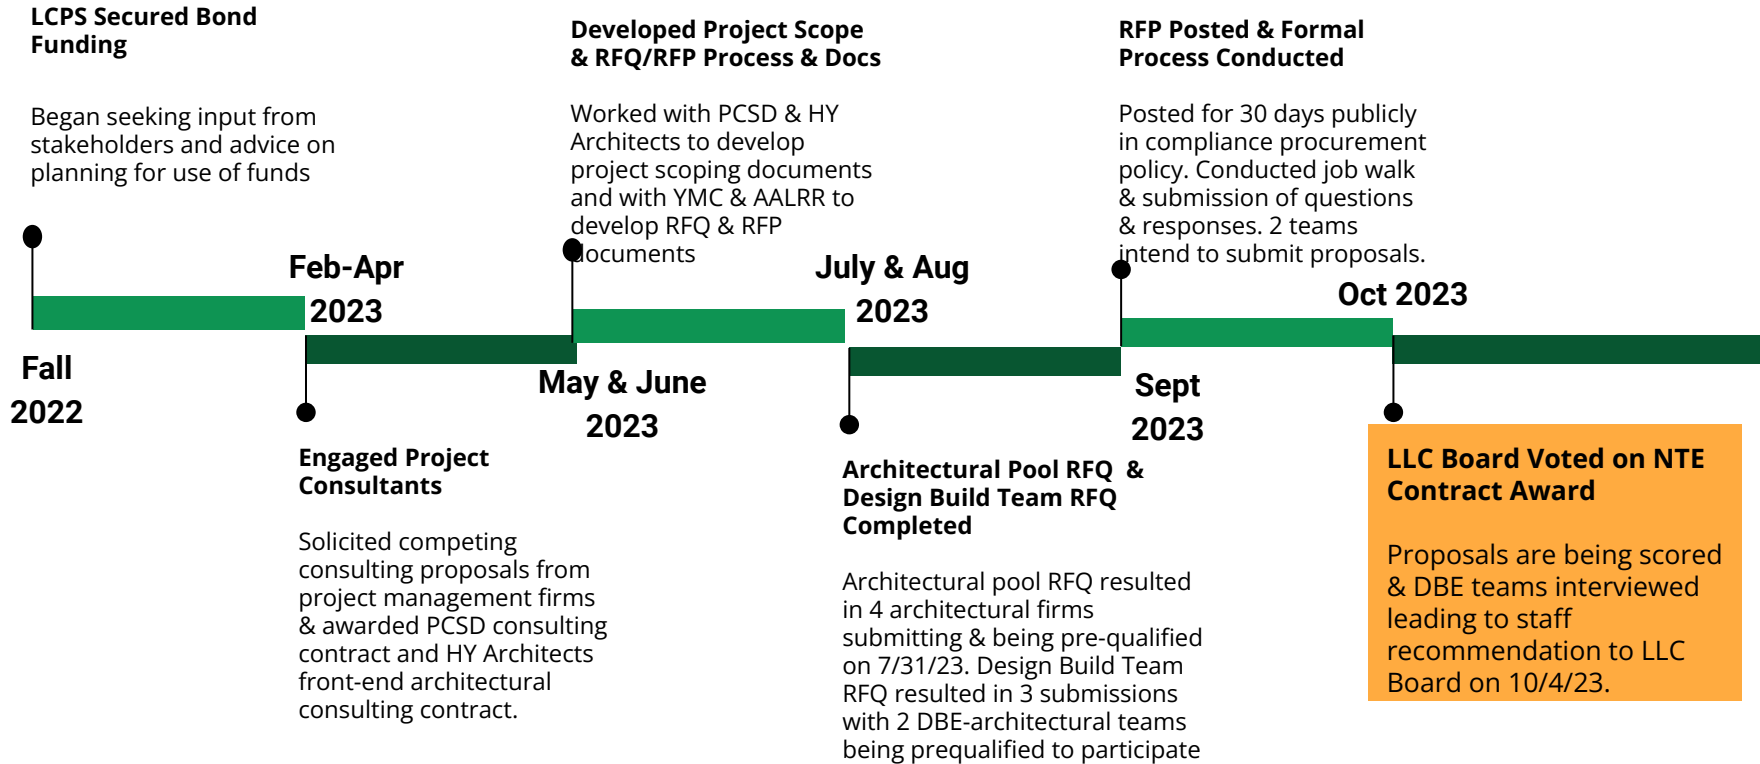 LCPS Secured Bond
Funding
Began seeking input from
stakeholders and advice on
planning for use of funds
Fall
2022
Feb-Apr
2023
Engaged Project
Consultants
Solicited competing
consulting proposals from
project management firms
& awarded PCSD consulting
contract and HY Architects
front-end architectural
consulting contract.
Developed Project Scope
& RFQ/RFP Process & Docs
Worked with PCSD & HY
Architects to develop
project scoping documents
and with YMC & AALRR to
develop RFQ & RFP
documents
May & June
2023
July & Aug
2023
Architectural Pool RFQ &
Design Build Team RFQ
Completed
Architectural pool RFQ resulted
in 4 architectural firms
submitting & being pre-qualified
on 7/31/23. Design Build Team
RFQ resulted in 3 submissions
with 2 DBE-architectural teams
being prequalified to participate
RFP Posted & Formal
Process Conducted
Posted for 30 days publicly
in compliance procurement
policy. Conducted job walk
& submission of questions
& responses. 2 teams
intend to submit proposals.
Sept
2023
Oct 2023
LLC Board Voted on NTE
Contract Award
Proposals are being scored
& DBE teams interviewed
leading to staff
recommendation to LLC
Board on 10/4/23.